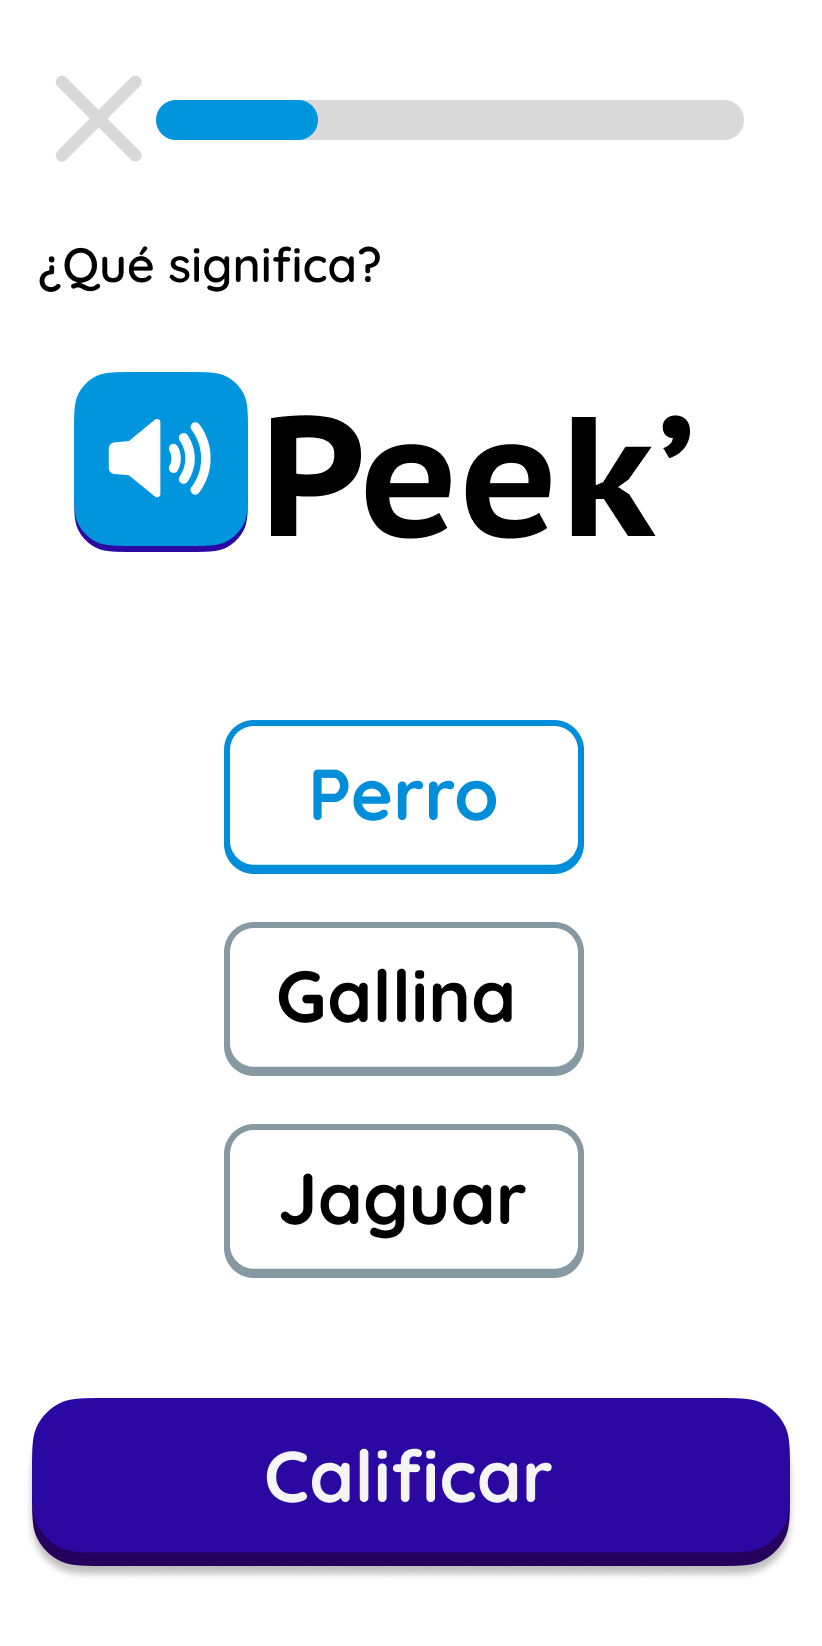 ¿Qué significa?
Peek’
Perro
Gallina
Jaguar
Calificar